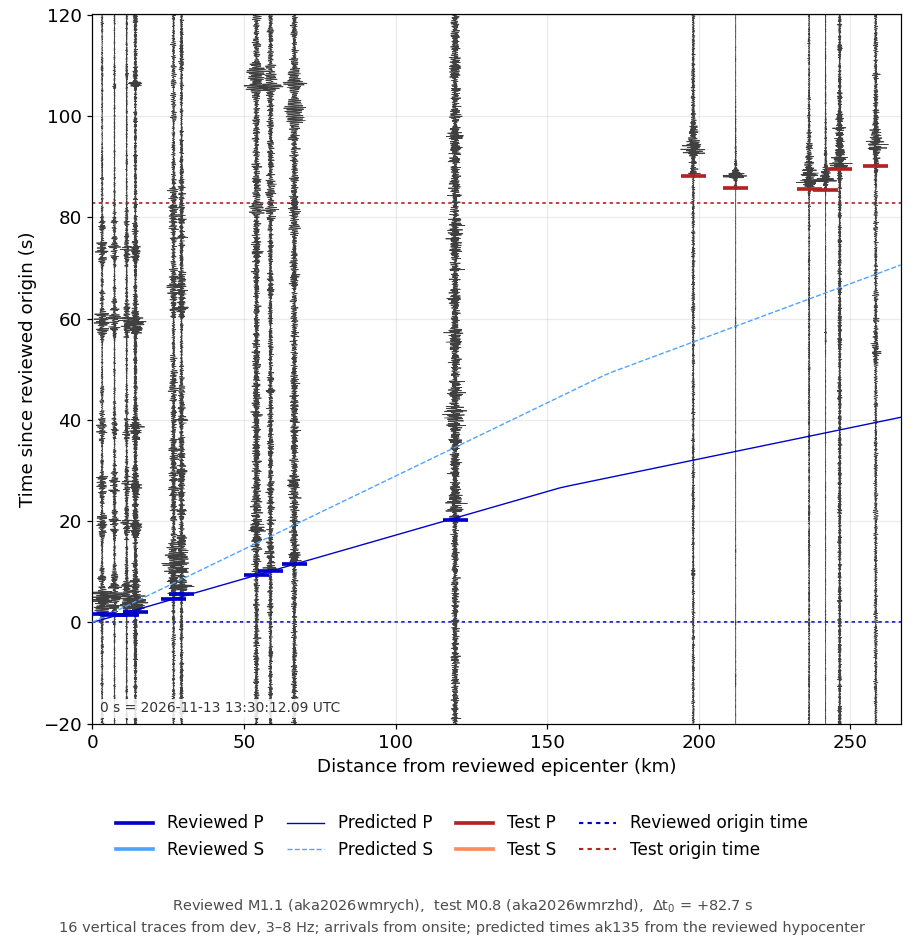 120
100
80
60
40
20
0
−20
Time since reviewed origin (s)
0 s = 2026-11-13 13:30:12.09 UTC
0 50 100 150 200 250
Distance from reviewed epicenter (km)
Reviewed P Predicted P Test P Reviewed origin time
Reviewed S Predicted S Test S Test origin time
Reviewed M1.1 (aka2026wmrych), test M0.8 (aka2026wmrzhd), Δt₀ = +82.7 s
16 vertical traces from dev, 3–8 Hz; arrivals from onsite; predicted times ak135 from the reviewed hypocenter